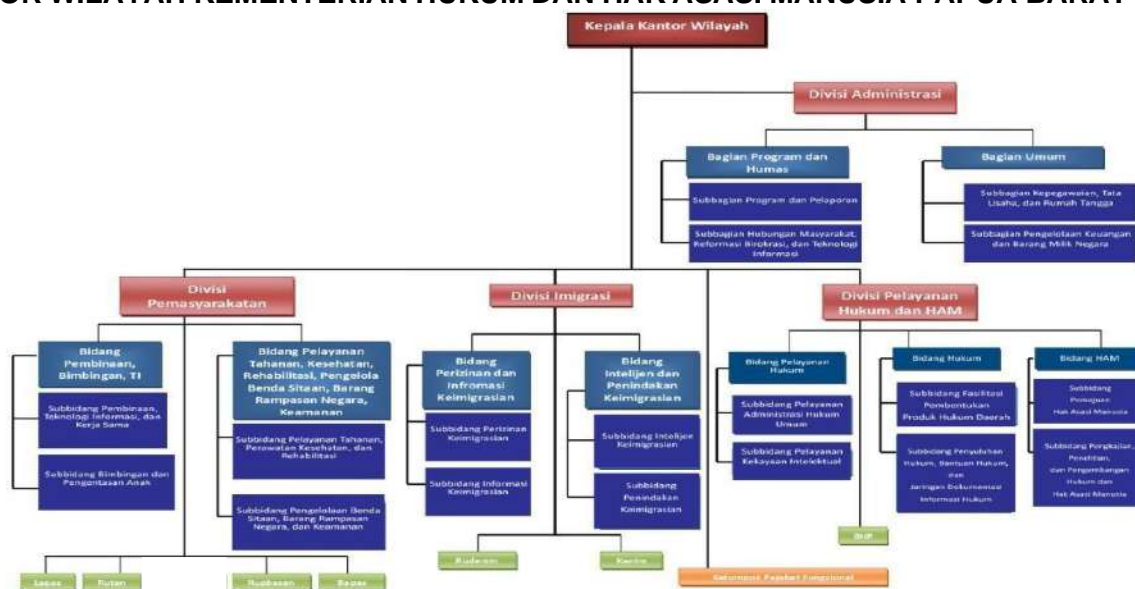 OR WILAYAH KEMENTERIAN HUKUM DAN HAK ASASI MANUSIA PAPUA BARAT
Kepala Kantor Wilayah
Divisi Administrasi
Bagian Program dan
Humas
Bagian Umum
Subbagian Program dan Pelaporan
Subbagian Hubungan Masyarakat,
Reformasi Birokrasi, dan Teknologi
Informasi
Subbagian Kepegawaian, Tata
Usaha, dan Rumah Tangga
Subbagian Pengelolaan Keuangan
dan Barang Milik Negara
Divisi
Pemasyarakatan
Divisi Imigrasi
Divisi Pelayanan
Hukum dan HAM
Bidang
Pembinaan,
Bimbingan, TI
Subbidang Pembinaan,
Teknologi Informasi, dan
Kerja Sama
Subbidang Bimbingan dan
Pengentasan Anak
Bidang Pelayanan
Tahanan, Kesehatan,
Rehabilitasi, Pengelola
Benda Sitaan, Barang
Rampasan Negara,
Keamanan
Subbidang Pelayanan Tahanan,
Perawatan Kesehatan, dan
Rehabilitasi
Subbidang Pengelolaan Benda
Sitaan, Barang Rampasan
Negara, dan Keamanan
Bidang
Perizinan dan
Infromasi
Keimigrasian
Subbidang Perizinan
Keimigrasian
Subbidang Informasi
Keimigrasian
Bidang
Intelijen dan
Penindakan
Keimigrasian
Subbidang Intelijen
Keimigrasian
Subbidang
Penindakan
Keimigrasian
Bidang Pelayanan
Hukum
Subbidang Pelayanan
Administrasi Hukum
Umum
Subbidang Pelayanan
Kekayaan Intelektual
Bidang Hukum
Subbidang Fasilitasi
Pembentukan
Produk Hukum Daerah
Subbidang Penyuluhan
Hukum, Bantuan Hukum,
dan
Jaringan Dokumentasi
Informasi Hukum
Bidang HAM
Subbidang
Pemajuan
Hak Asasi Manusia
Subbidang Pengkajian,
Penelitian,
dan Pengembangan
Hukum dan
Hak Asasi Manusia
Lapas
Rutan
Rupbasan
Bapas
Rudenim
Kanim
BHP
Kelompok Pejabat Fungsional